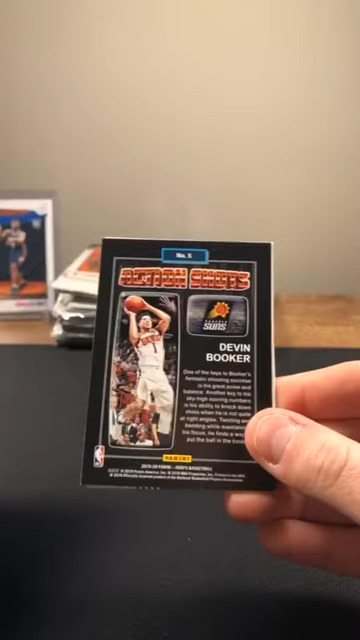 No. 5
ACTION SHOTS
PHOENIX
SUNS
DEVIN
BOOKER
One of the keys to Booker's
fantastic shooting success
is his great poise and
balance. Another key to his
sky-high scoring numbers
is his ability to knock down
shots when he is not quite
at right angles. Twisting and
bending while maintaining
his focus, he finds a way
put the ball in the
PANINI
2019-20 PANINI – HOOPS BASKETBALL